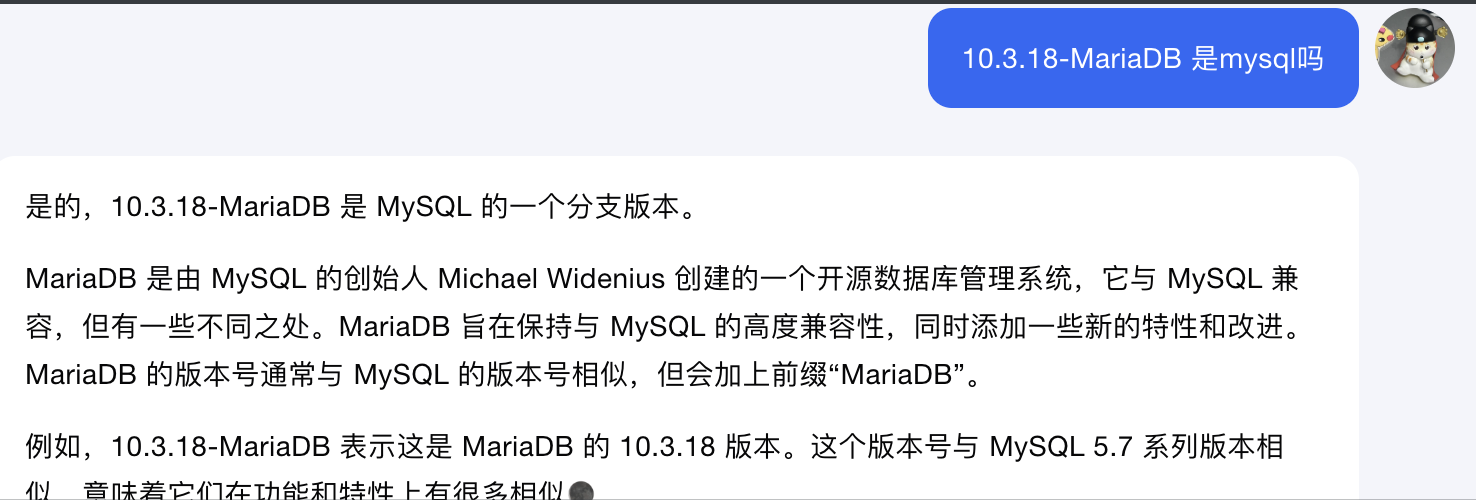 10.3.18-MariaDB 是mysql吗
是的，10.3.18-MariaDB 是 MySQL 的一个分支版本。
MariaDB 是由 MySQL 的创始人 Michael Widenius 创建的一个开源数据库管理系统，它与 MySQL 兼
容，但有一些不同之处。MariaDB 旨在保持与 MySQL 的高度兼容性，同时添加一些新的特性和改进。
MariaDB 的版本号通常与 MySQL 的版本号相似，但会加上前缀“MariaDB”。
例如，10.3.18-MariaDB 表示这是 MariaDB 的 10.3.18 版本。这个版本号与 MySQL 5.7 系列版本相
似，意味着它们在功能和特性上有很多相似